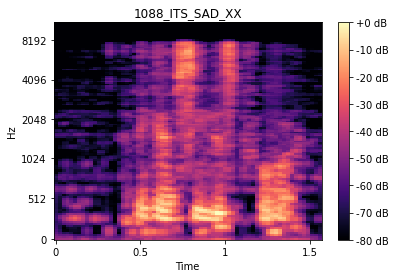 1088_ITS_SAD_XX
+0 dB
8192
-10 dB
4096
-20 dB
-30 dB
2048
Hz
-40 dB
1024
-50 dB
512
-60 dB
-70 dB
0
-80 dB
0
0.5
1
1.5
Time